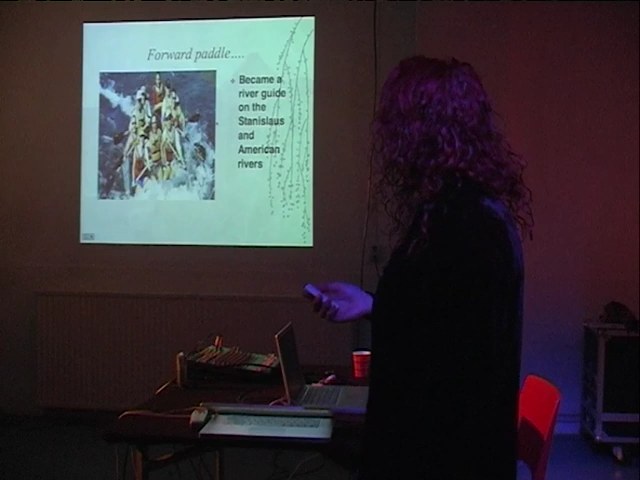 Forward paddle....
Became a
river guide
on the
Stanislaus
and
American
rivers